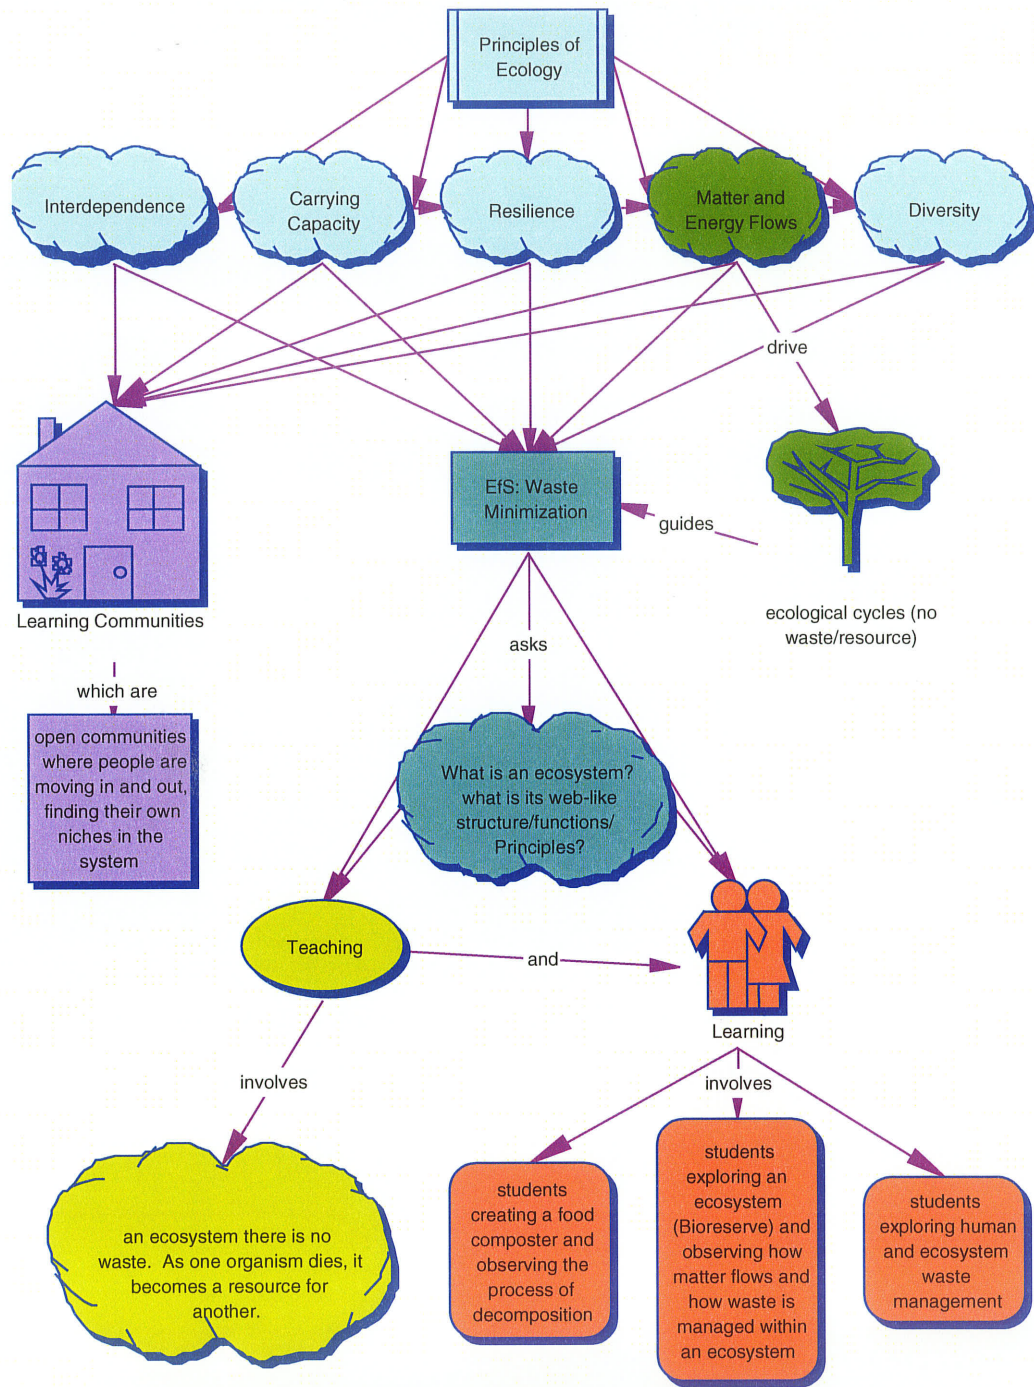 Principles of
Ecology
Interdependence
Carrying
Capacity
Resilience
Matter and
Energy Flows
Diversity
drive
EfS: Waste
Minimization
guides
Learning Communities
ecological cycles (no
waste/resource)
asks
which are
open communities
where people are
moving in and out,
finding their own
niches in the
system
What is an ecosystem?
what is its web-like
structure/functions/
Principles?
Teaching
and
Learning
involves
involves
an ecosystem there is no
waste. As one organism dies, it
becomes a resource for
another.
students
creating a food
composter and
observing the
process of
decomposition
students
exploring an
ecosystem
(Bioreserve) and
observing how
matter flows and
how waste is
managed within
an ecosystem
students
exploring human
and ecosystem
waste
management